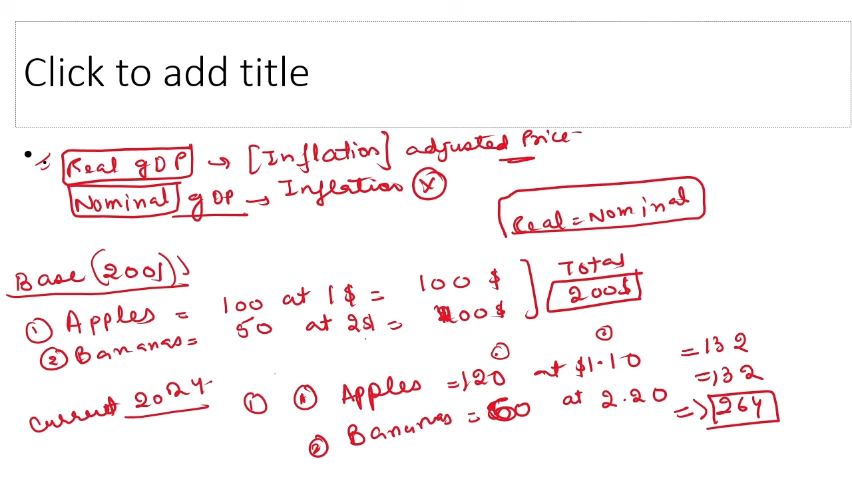 Click to add title
Real GDP → [Inflation] adjusted Price
Nominal GDP → Inflation (x)
Real = Nominal
Base (2001)
① Apples = 100 at 1$ = 100$
② Bananas = 50 at 2$ = 100$
Total
200$
Current 2024 ① ① Apples = 120 at $1.10 = 132
② Bananas = 60 at 2.20 = 132
=> 264